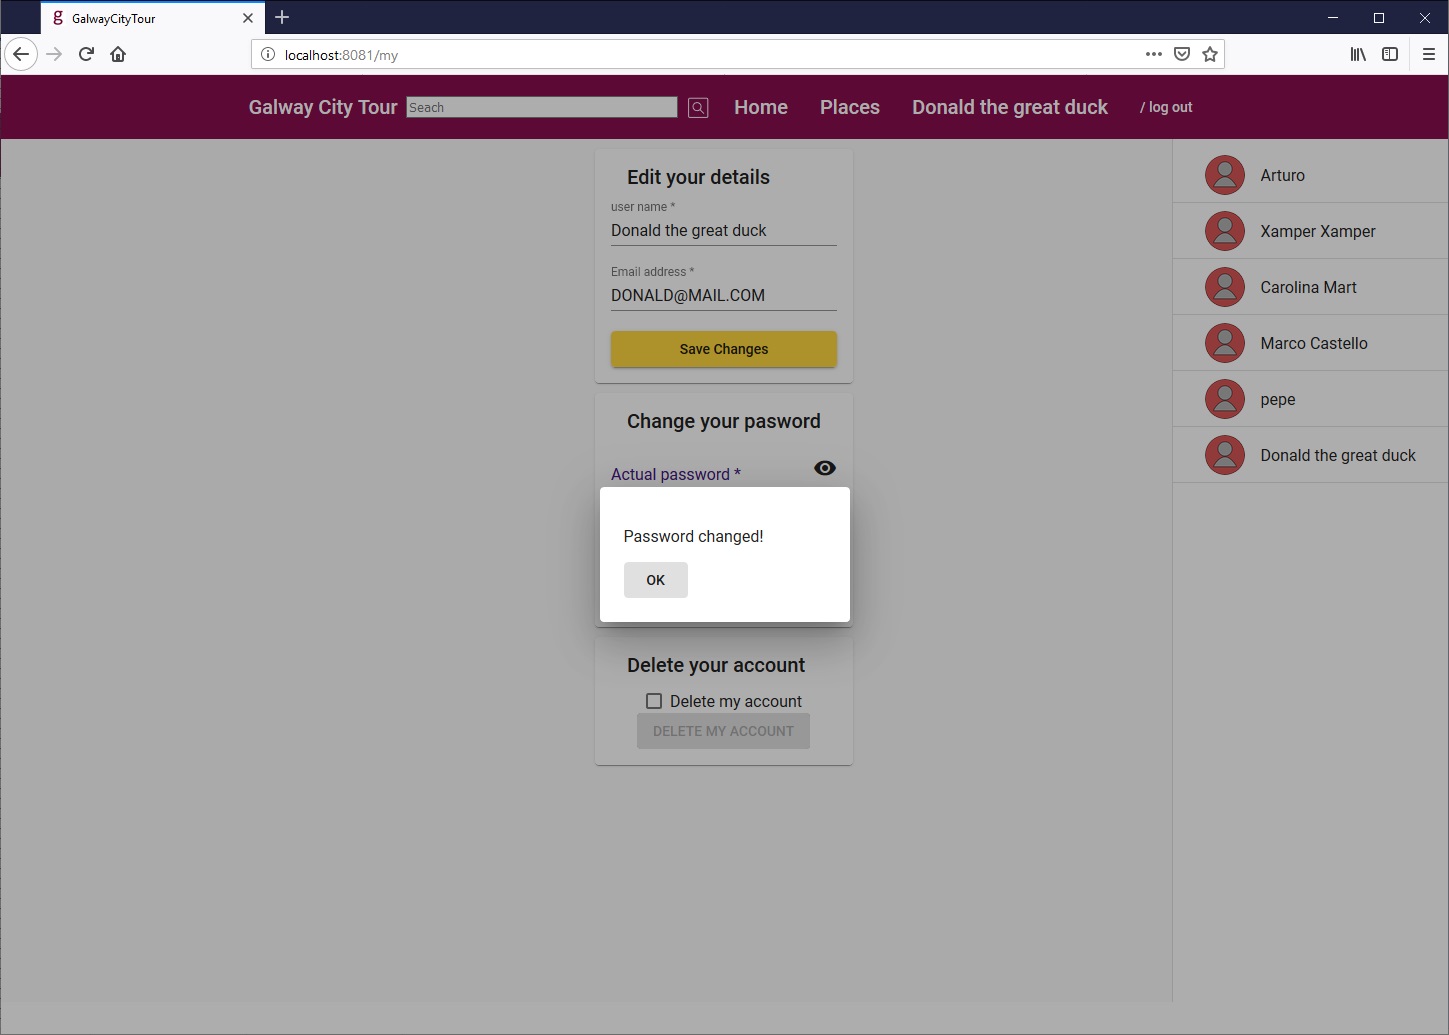 GalwayCityTour
localhost:8081/my
Galway City Tour Seach Home Places Donald the great duck / log out
Edit your details
user name *
Donald the great duck
Email address *
DONALD@MAIL.COM
Save Changes
Change your pasword
Actual password *
Password changed!
OK
Delete your account
Delete my account
DELETE MY ACCOUNT
Arturo
Xamper Xamper
Carolina Mart
Marco Castello
pepe
Donald the great duck